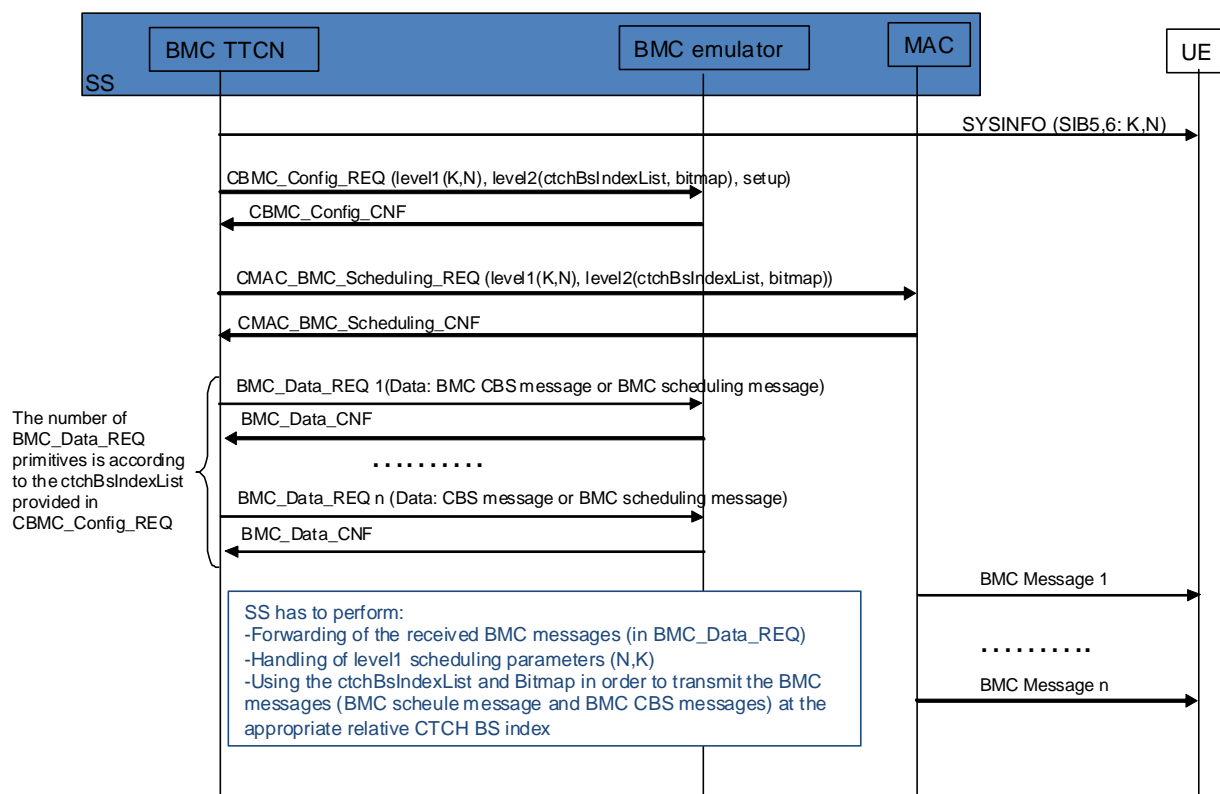 BMC TTCN
BMC emulator
MAC
UE
SS
SYSINFO (SIB5,6: K,N)
CBMC_Config_REQ (level1(K,N), level2(ctchBsIndexList, bitmap), setup)
CBMC_Config_CNF
CMAC_BMC_Scheduling_REQ (level1(K,N), level2(ctchBsIndexList, bitmap))
CMAC_BMC_Scheduling_CNF
BMC_Data_REQ 1(Data: BMC CBS message or BMC scheduling message)
BMC_Data_CNF
..........
BMC_Data_REQ n (Data: CBS message or BMC scheduling message)
BMC_Data_CNF
The number of
BMC_Data_REQ
primitives is according
to the ctchBsIndexList
provided in
CBMC_Config_REQ
BMC Message 1
..........
BMC Message n
SS has to perform:
-Forwarding of the received BMC messages (in BMC_Data_REQ)
-Handling of level1 scheduling parameters (N,K)
-Using the ctchBsIndexList and Bitmap in order to transmit the BMC
messages (BMC scheule message and BMC CBS messages) at the
appropriate relative CTCH BS index